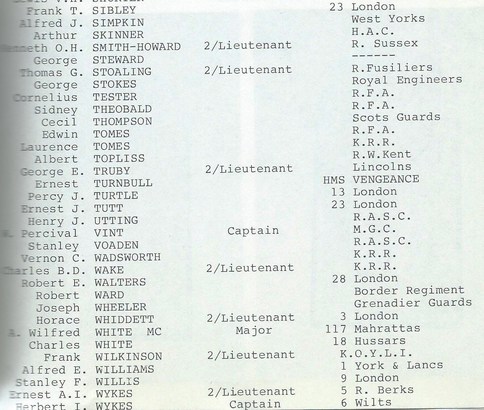 Frank T. SIBLEY 23 London
Alfred J. SIMPKIN West Yorks
Arthur SKINNER H.A.C.
O.H. SMITH-HOWARD 2/Lieutenant R. Sussex
George STEWARD ------
Thomas G. STOALING 2/Lieutenant R.Fusiliers
George STOKES Royal Engineers
Cornelius TESTER R.F.A.
Sidney THEOBALD R.F.A.
Cecil THOMPSON Scots Guards
Edwin TOMES R.F.A.
Laurence TOMES K.R.R.
Albert TOPLISS R.W.Kent
George E. TRUBY 2/Lieutenant Lincolns
Ernest TURNBULL HMS VENGEANCE
Percy J. TURTLE 13 London
Ernest J. TUTT 23 London
Henry J. UTTING R.A.S.C.
Percival VINT Captain M.G.C.
Stanley VOADEN R.A.S.C.
Vernon C. WADSWORTH K.R.R.
Charles B.D. WAKE 2/Lieutenant K.R.R.
Robert E. WALTERS 28 London
Robert WARD Border Regiment
Joseph WHEELER Grenadier Guards
Horace WHIDDETT 2/Lieutenant 3 London
A. Wilfred WHITE MC Major 117 Mahrattas
Charles WHITE 18 Hussars
Frank WILKINSON 2/Lieutenant K.O.Y.L.I.
Alfred E. WILLIAMS 1 York & Lancs
Stanley F. WILLIS 9 London
Ernest A.I. WYKES 2/Lieutenant 5 R. Berks
Herbert I. WYKES Captain 6 Wilts